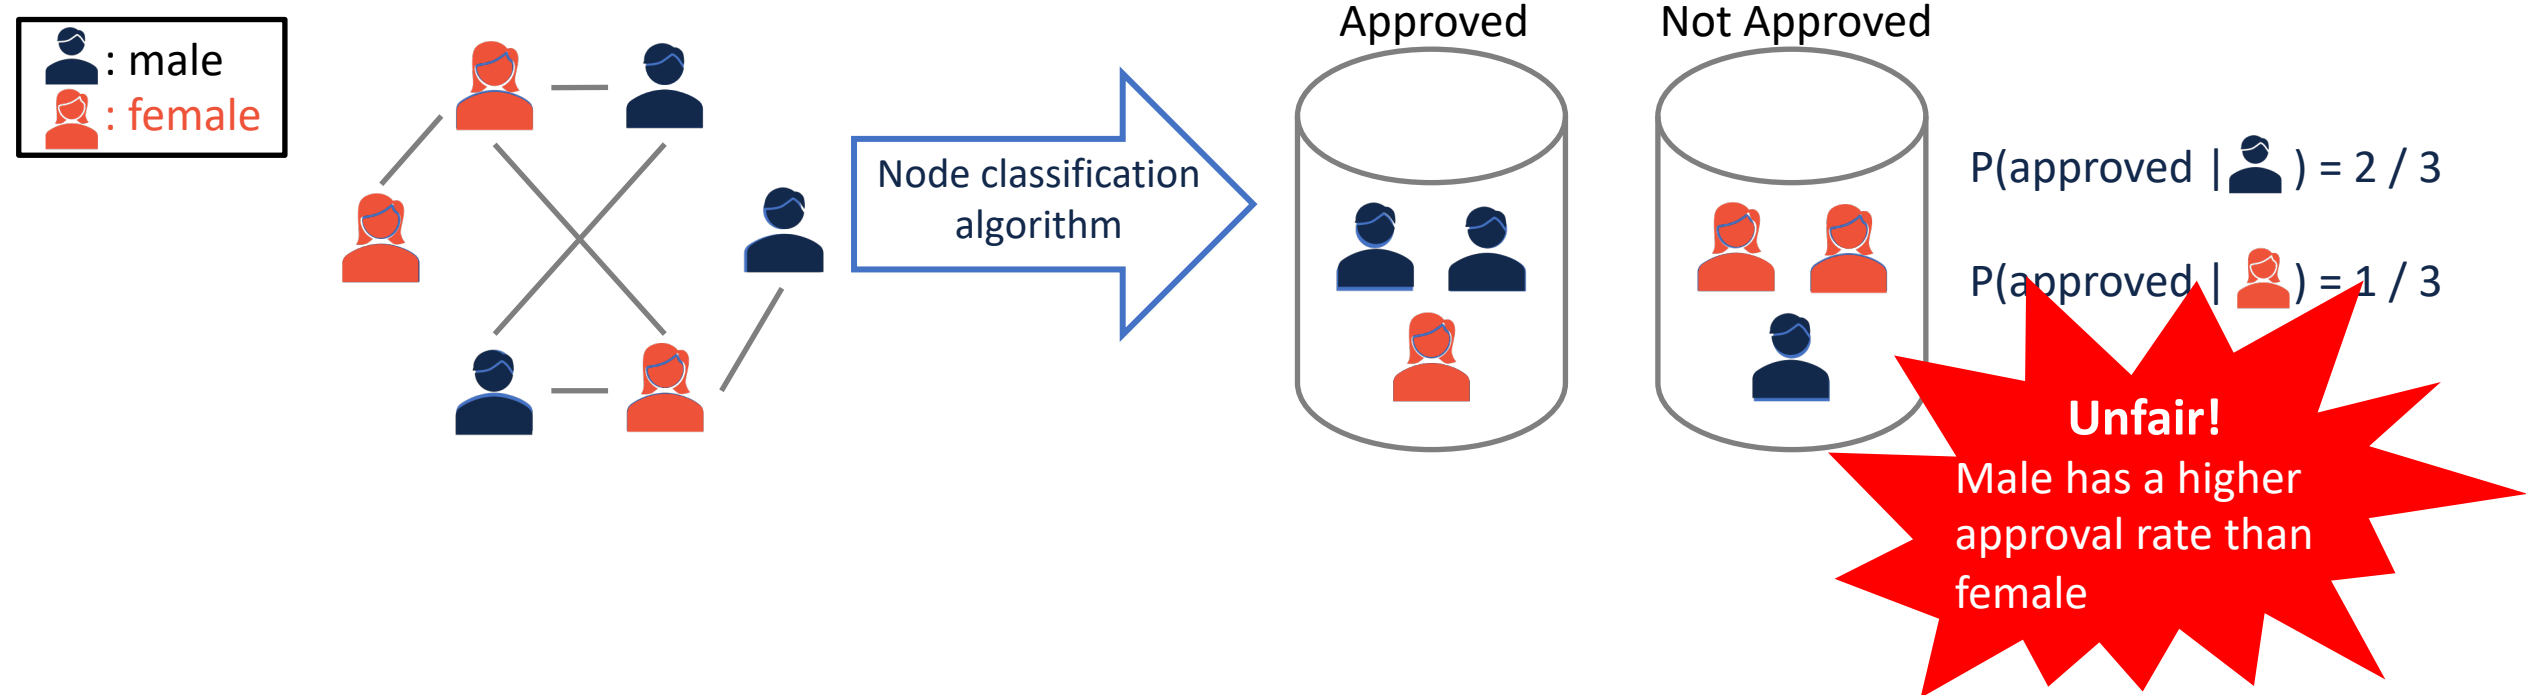 : male
: female
Node classification
algorithm
Approved
Not Approved
P(approved | ) = 2 / 3
P(approved | ) = 1 / 3
Unfair!
Male has a higher
approval rate than
female